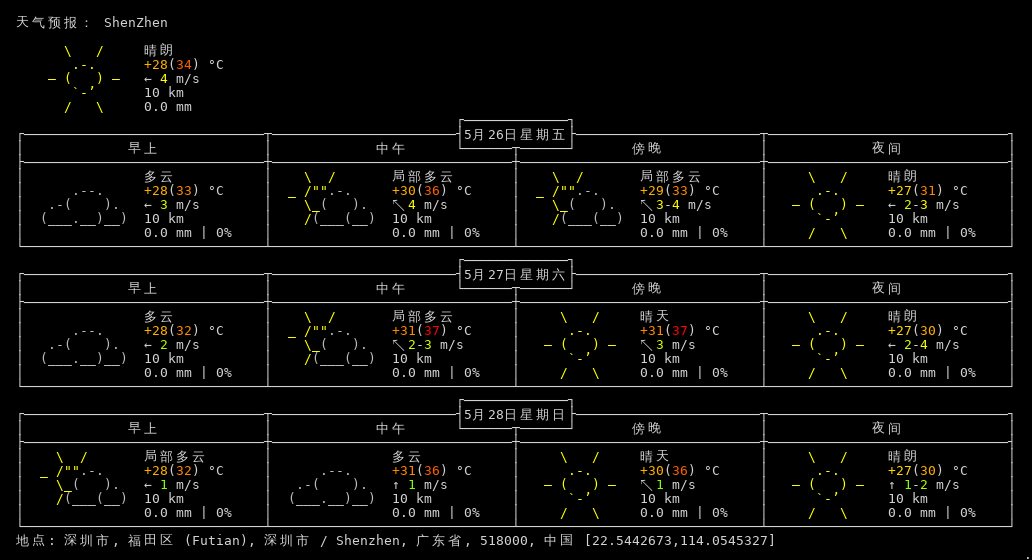 天气预报： ShenZhen
晴朗
+28(34) °C
← 4 m/s
10 km
0.0 mm
5月26日星期五
早上 中午 傍晚 夜间
多云 局部多云 局部多云 晴朗
+28(33) °C +30(36) °C +29(33) °C +27(31) °C
← 3 m/s ↖ 4 m/s ↖ 3-4 m/s ← 2-3 m/s
10 km 10 km 10 km 10 km
0.0 mm | 0% 0.0 mm | 0% 0.0 mm | 0% 0.0 mm | 0%
5月27日星期六
早上 中午 傍晚 夜间
多云 局部多云 晴天 晴朗
+28(32) °C +31(37) °C +31(37) °C +27(30) °C
← 2 m/s ↖ 2-3 m/s ↖ 3 m/s ← 2-4 m/s
10 km 10 km 10 km 10 km
0.0 mm | 0% 0.0 mm | 0% 0.0 mm | 0% 0.0 mm | 0%
5月28日星期日
早上 中午 傍晚 夜间
局部多云 多云 晴天 晴朗
+28(32) °C +31(36) °C +30(36) °C +27(30) °C
← 1 m/s ↑ 1 m/s ↖ 1 m/s ↑ 1-2 m/s
10 km 10 km 10 km 10 km
0.0 mm | 0% 0.0 mm | 0% 0.0 mm | 0% 0.0 mm | 0%
地点: 深圳市, 福田区 (Futian), 深圳市 / Shenzhen, 广东省, 518000, 中国 [22.5442673,114.0545327]